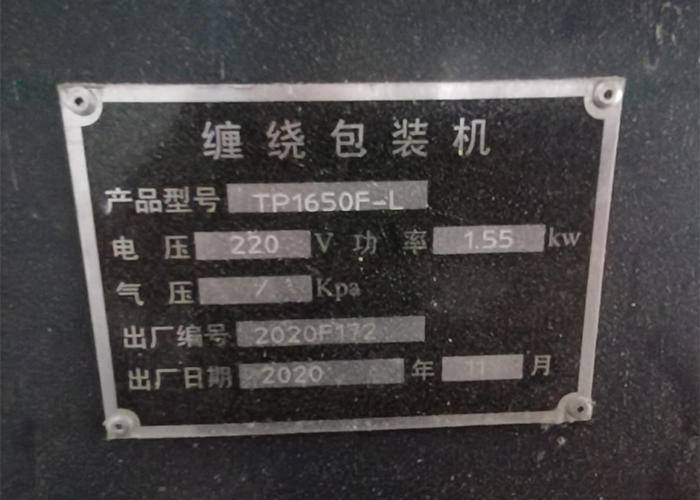 缠绕包装机
产品型号 TP1650F-L
电压 220 V 功率 1.55 kw
气压 / Kpa
出厂编号 2020F172
出厂日期 2020 年 11 月